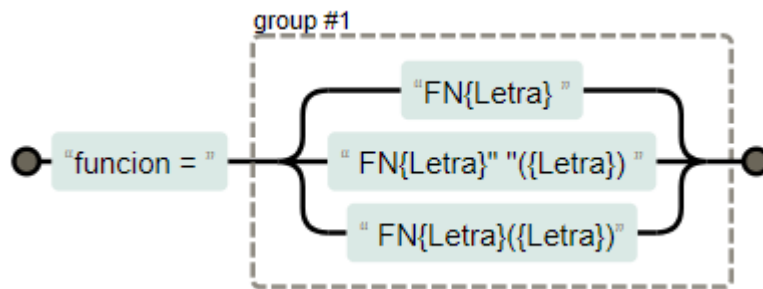 group #1
“funcion = ”
“FN{Letra} ”
“ FN{Letra}" "({Letra}) ”
“ FN{Letra}({Letra})”